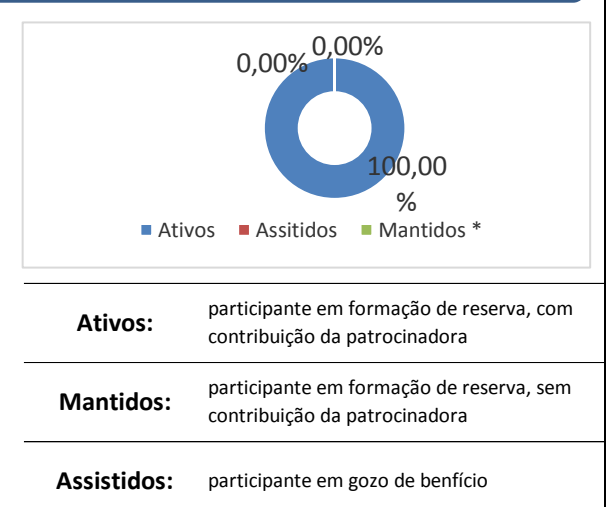 0,00%
0,00%
100,00
%
Ativos Assitidos Mantidos *
Ativos:
participante em formação de reserva, com
contribuição da patrocinadora
Mantidos:
participante em formação de reserva, sem
contribuição da patrocinadora
Assistidos:
participante em gozo de benfício